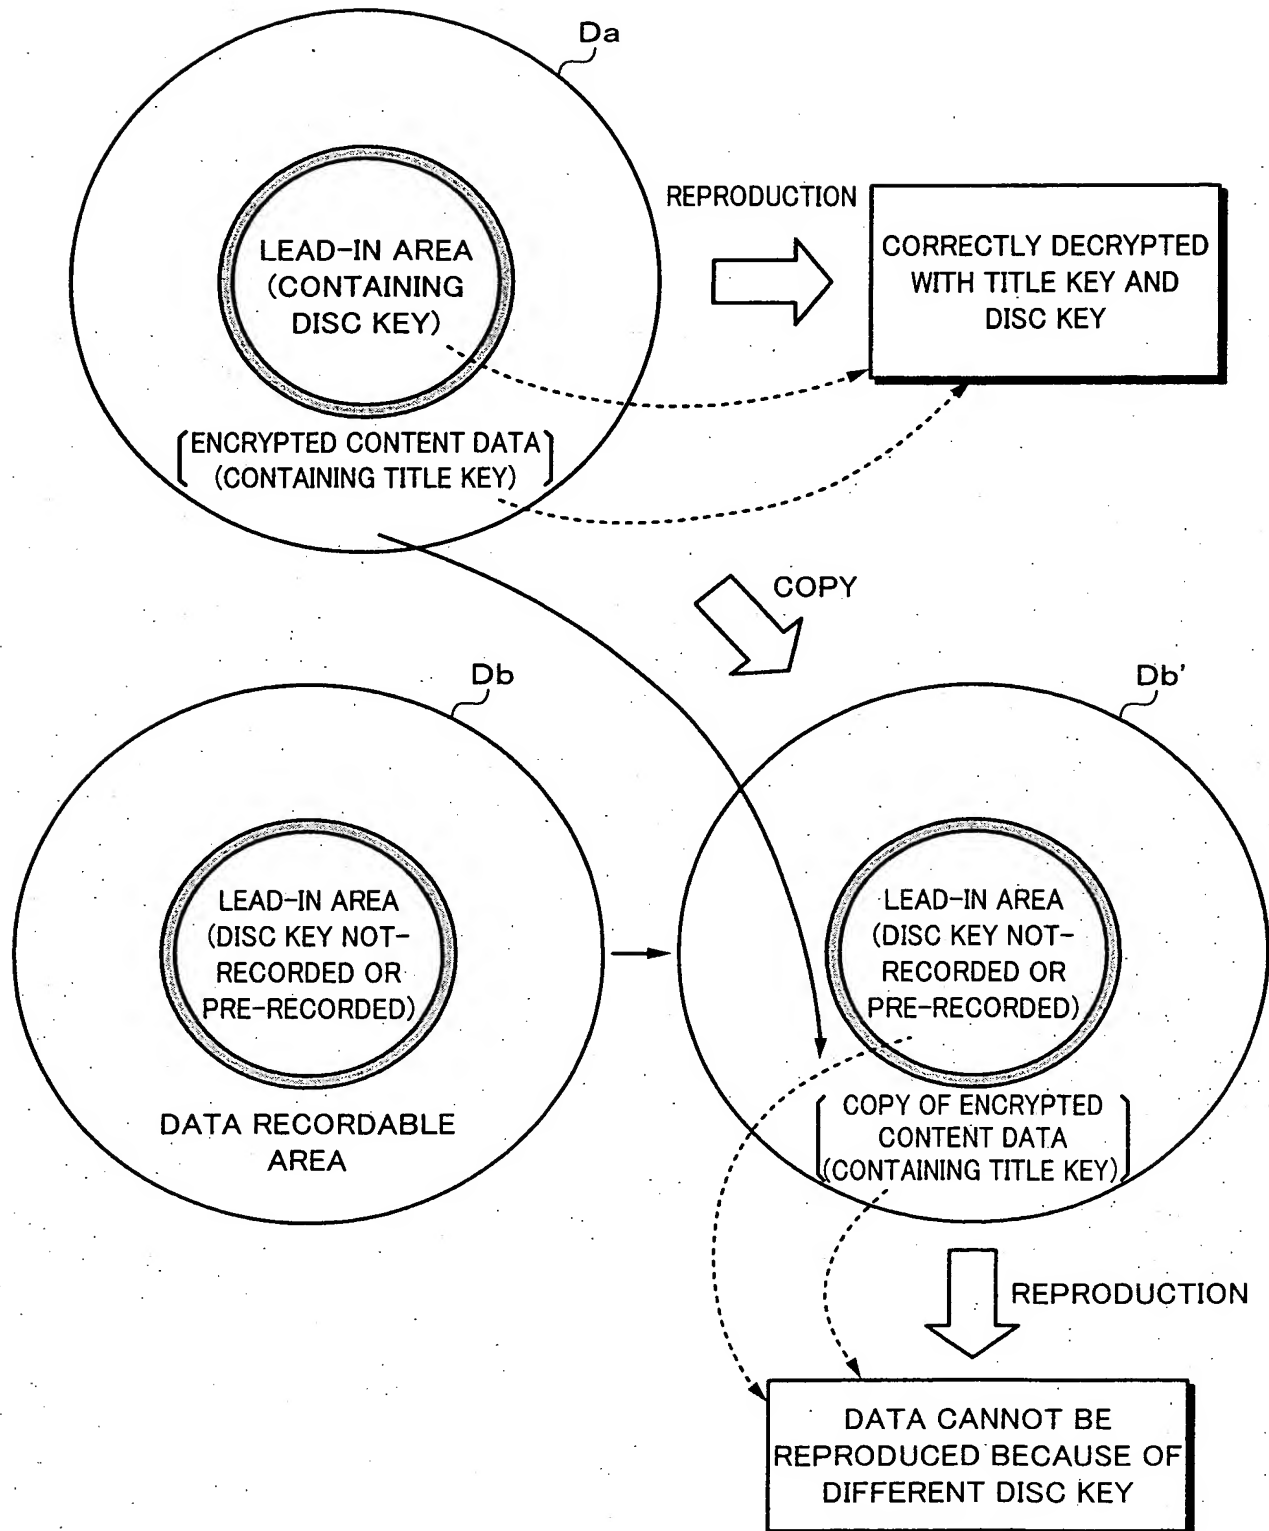 Da
LEAD-IN AREA
(CONTAINING
DISC KEY)
ENCRYPTED CONTENT DATA
(CONTAINING TITLE KEY)
REPRODUCTION
CORRECTLY DECRYPTED
WITH TITLE KEY AND
DISC KEY
COPY
Db
LEAD-IN AREA
(DISC KEY NOT-
RECORDED OR
PRE-RECORDED)
DATA RECORDABLE
AREA
Db'
LEAD-IN AREA
(DISC KEY NOT-
RECORDED OR
PRE-RECORDED)
COPY OF ENCRYPTED
CONTENT DATA
(CONTAINING TITLE KEY)
REPRODUCTION
DATA CANNOT BE
REPRODUCED BECAUSE OF
DIFFERENT DISC KEY